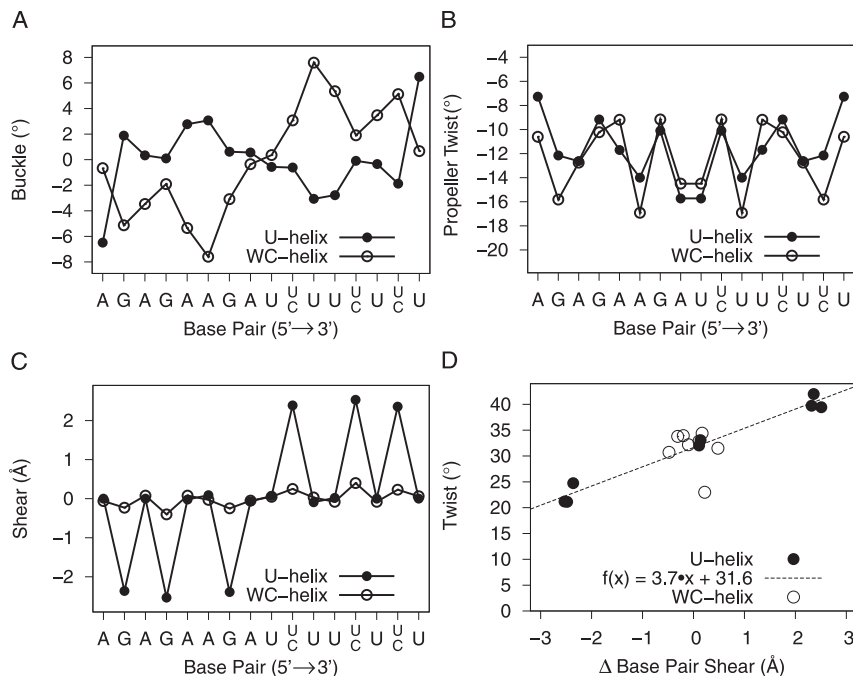 A
8
6
4
2
0
−2
−4
−6
−8
Buckle (°)
U−helix
WC−helix
A G A G A A G A U U/C U U U/C U U/C U
Base Pair (5'→3')
B
−4
−6
−8
−10
−12
−14
−16
−18
−20
Propeller Twist(°)
U−helix
WC−helix
A G A G A A G A U U/C U U U/C U U/C U
Base Pair (5'→3')
C
2
1
0
−1
−2
Shear (Å)
U−helix
WC−helix
A G A G A A G A U U/C U U U/C U U/C U
Base Pair (5'→3')
D
40
35
30
25
20
15
10
5
0
Twist (°)
U−helix
f(x) = 3.7•x + 31.6
WC−helix
−3 −2 −1 0 1 2 3
Δ Base Pair Shear (Å)